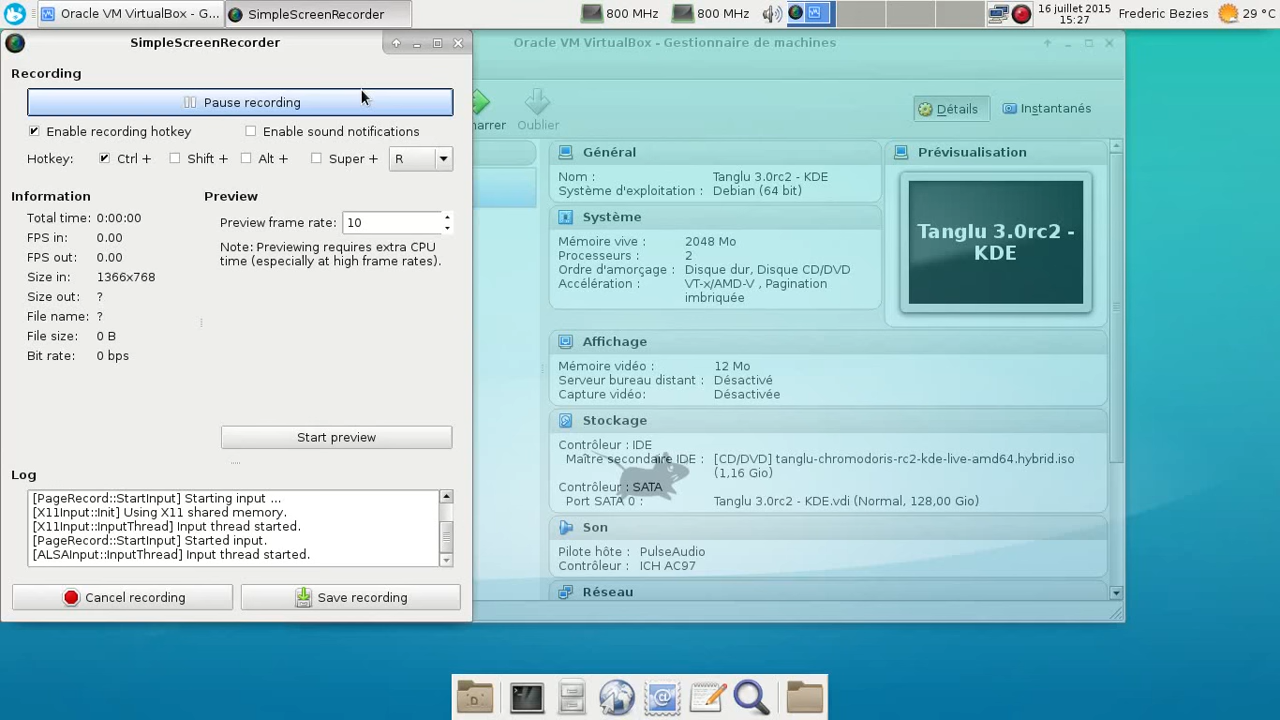 Oracle VM VirtualBox - G...
SimpleScreenRecorder
800 MHz
800 MHz
16 juillet 2015
15:27
Frederic Bezies
29 °C
SimpleScreenRecorder
Recording
Pause recording
Enable recording hotkey
Enable sound notifications
Hotkey:
Ctrl +
Shift +
Alt +
Super +
R
Information
Total time: 0:00:00
FPS in: 0.00
FPS out: 0.00
Size in: 1366x768
Size out: ?
File name: ?
File size: 0 B
Bit rate: 0 bps
Preview
Preview frame rate: 10
Note: Previewing requires extra CPU
time (especially at high frame rates).
Start preview
Log
[PageRecord::StartInput] Starting input ...
[X11Input::Init] Using X11 shared memory.
[X11Input::InputThread] Input thread started.
[PageRecord::StartInput] Started input.
[ALSAInput::InputThread] Input thread started.
Cancel recording
Save recording
Oracle VM VirtualBox - Gestionnaire de machines
marrer
Oublier
Détails
Instantanés
Général
Nom : Tanglu 3.0rc2 - KDE
Système d'exploitation : Debian (64 bit)
Système
Mémoire vive : 2048 Mo
Processeurs : 2
Ordre d'amorçage : Disque dur, Disque CD/DVD
Accélération : VT-x/AMD-V , Pagination
imbriquée
Prévisualisation
Tanglu 3.0rc2 -
KDE
Affichage
Mémoire vidéo : 12 Mo
Serveur bureau distant : Désactivé
Capture vidéo: Désactivée
Stockage
Contrôleur : IDE
Maître secondaire IDE : [CD/DVD] tanglu-chromodoris-rc2-kde-live-amd64.hybrid.iso
(1,16 Gio)
Contrôleur : SATA
Port SATA 0 : Tanglu 3.0rc2 - KDE.vdi (Normal, 128,00 Gio)
Son
Pilote hôte : PulseAudio
Contrôleur : ICH AC97
Réseau